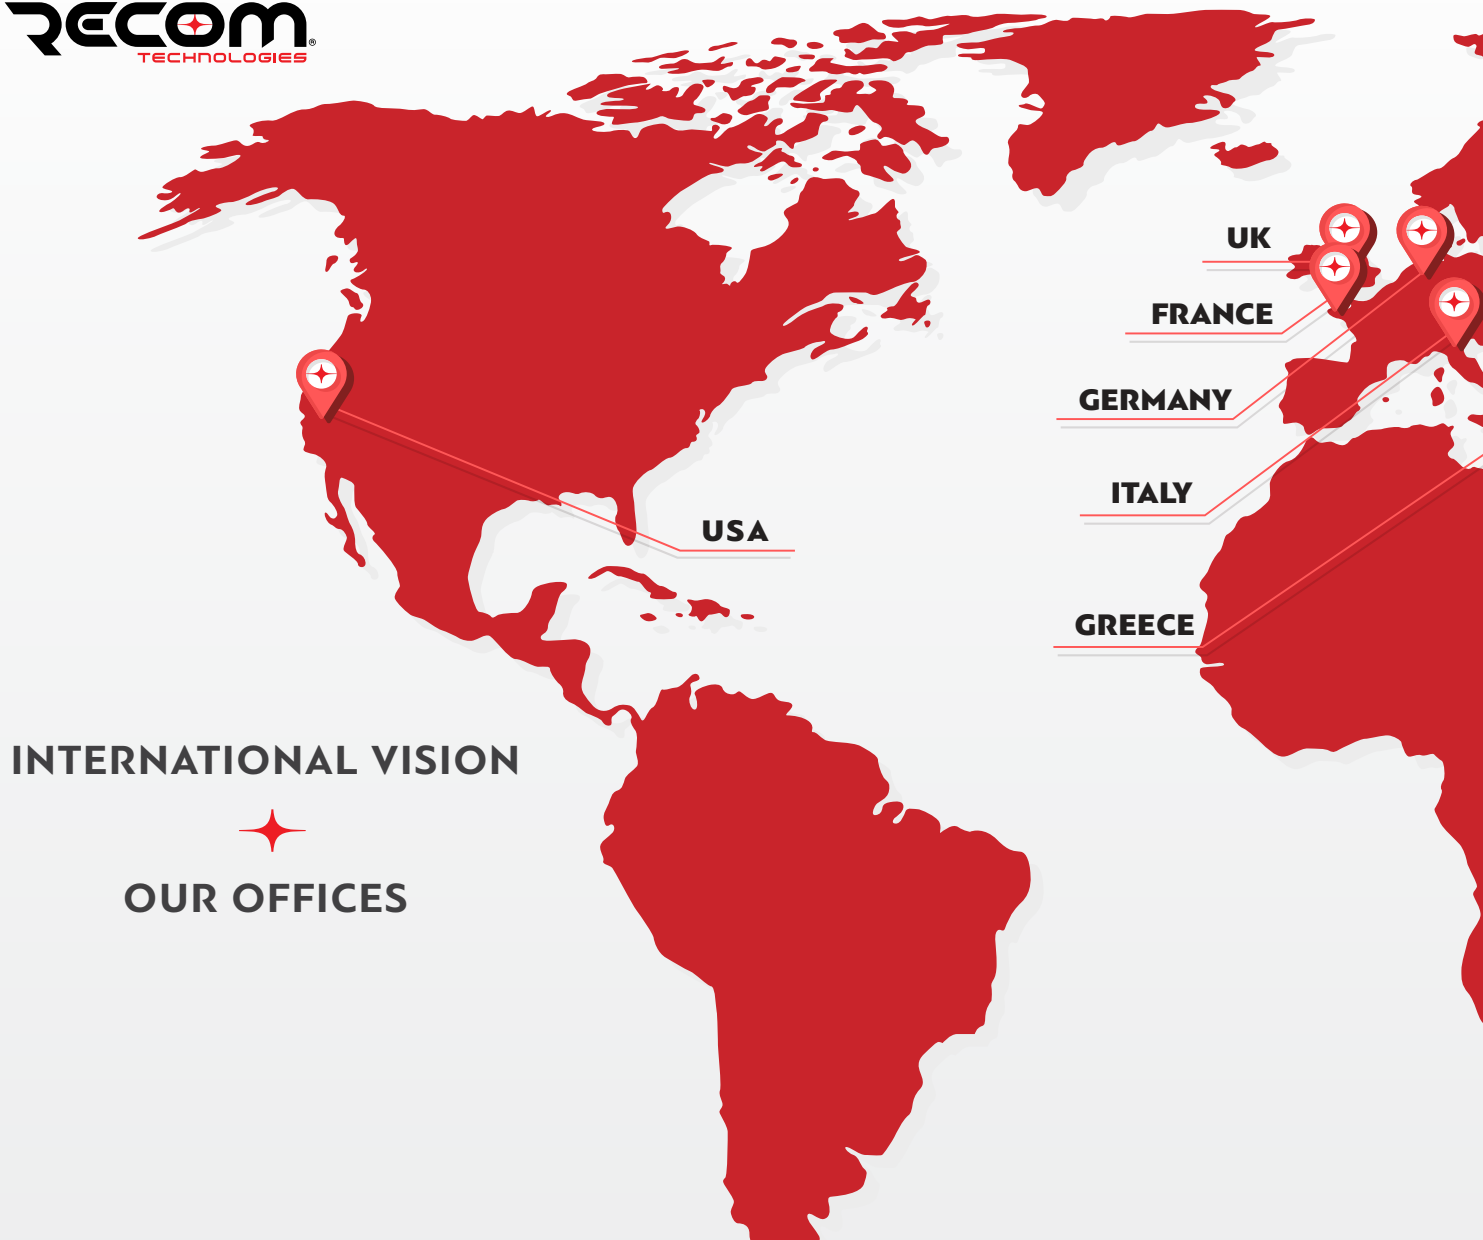 RECOM®
TECHNOLOGIES
UK
FRANCE
GERMANY
ITALY
USA
GREECE
INTERNATIONAL VISION
OUR OFFICES